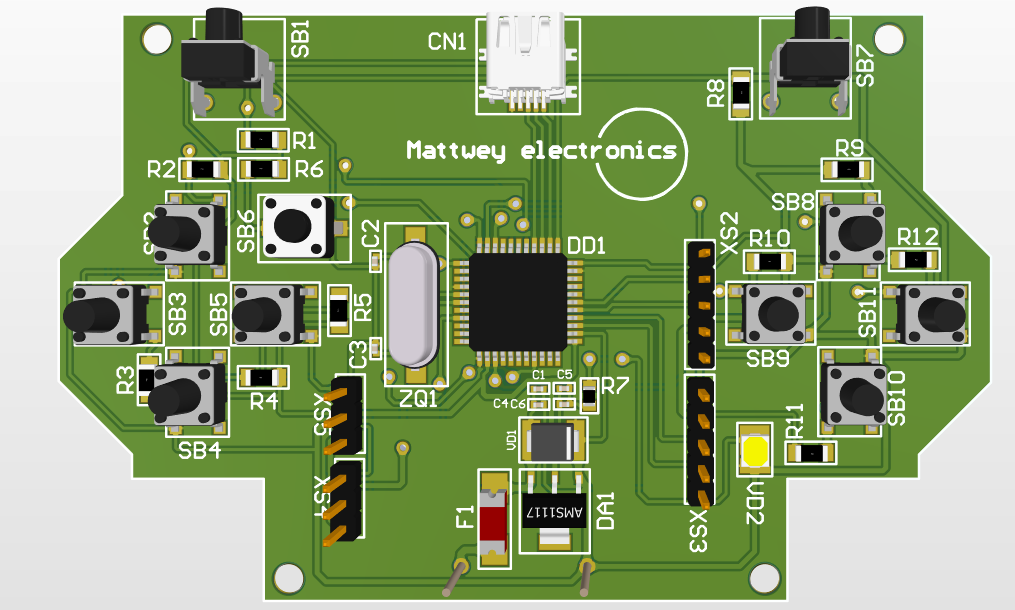 SB1
CN1
SB7
R8
R1
Mattwey electronics
R9
R2
R6
SB6
C2
DD1
XS2
SB8
R10
R12
SB3
SB5
R5
SB11
C3
SB9
R3
R4
ZQ1
C1
C5
R7
C4
C6
SB10
XS5
VD1
R11
SB4
XS4
F1
AMS1117
DA1
XS3
VD2